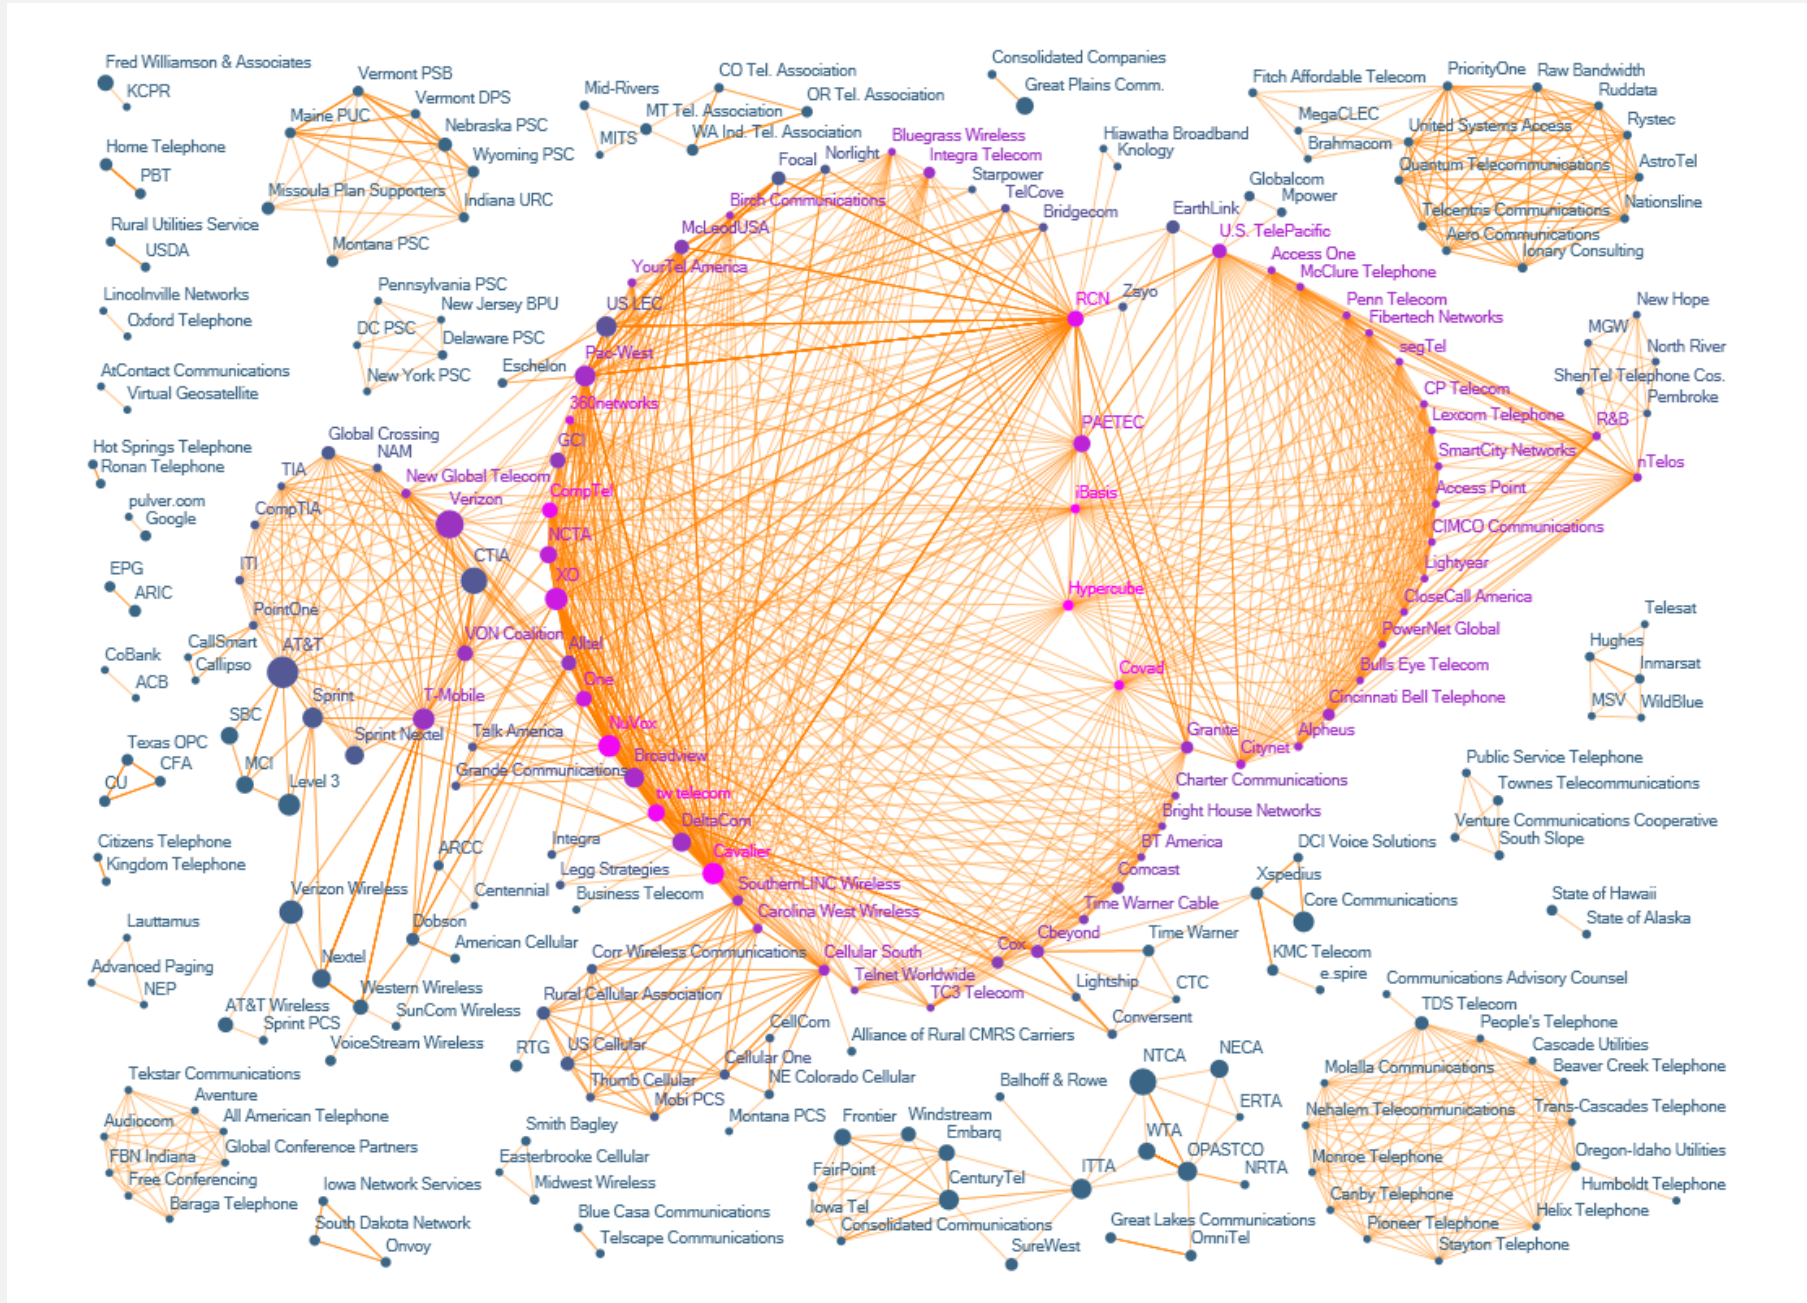 Fred Williamson & Associates
KCPR
Home Telephone
PBT
Rural Utilities Service
USDA
Lincolnville Networks
Oxford Telephone
AtContact Communications
Virtual Geosatellite
Hot Springs Telephone
Ronan Telephone
pulver.com
Google
EPG
ARIC
CoBank
ACB
Texas OPC
CFA
CU
Citizens Telephone
Kingdom Telephone
Lauttamus
Advanced Paging
NEP
Vermont PSB
Vermont DPS
Maine PUC
Nebraska PSC
Wyoming PSC
Missoula Plan Supporters
Indiana URC
Montana PSC
Pennsylvania PSC
New Jersey BPU
DC PSC
Delaware PSC
New York PSC
Mid-Rivers
MITS
CO Tel. Association
MT Tel. Association
OR Tel. Association
WA Ind. Tel. Association
Consolidated Companies
Great Plains Comm.
Hiawatha Broadband
Knology
Globalcom
Mpower
EarthLink
Zayo
Fitch Affordable Telecom
MegaCLEC
Brahmacom
PriorityOne
Raw Bandwidth
Ruddata
United Systems Access
Rystec
Quantum Telecommunications
AstroTel
Telcentris Communications
Nationsline
Aero Communications
Ionary Consulting
Focal
Norlight
Bluegrass Wireless
Integra Telecom
Starpower
TelCove
Bridgecom
Birch Communications
McLeodUSA
YourTel America
US LEC
Pac-West
Eschelon
360networks
GCI
CompTel
NCTA
XO
Alltel
One
NuVox
Broadview
tw telecom
DeltaCom
Cavalier
SouthernLINC Wireless
Carolina West Wireless
Cellular South
Telnet Worldwide
TC3 Telecom
Cox
Cbeyond
Time Warner Cable
Comcast
BT America
Bright House Networks
Charter Communications
Granite
Citynet
Alpheus
Cincinnati Bell Telephone
Bulls Eye Telecom
PowerNet Global
CloseCall America
Lightyear
CIMCO Communications
Access Point
SmartCity Networks
Lexcom Telephone
CP Telecom
segTel
Fibertech Networks
Penn Telecom
McClure Telephone
Access One
U.S. TelePacific
RCN
PAETEC
iBasis
Hypercube
Covad
R&B
nTelos
New Hope
MGW
North River
ShenTel Telephone Cos.
Pembroke
Global Crossing
NAM
TIA
New Global Telecom
Verizon
CompTIA
CTIA
ITI
PointOne
VON Coalition
CallSmart
Callipso
AT&T
T-Mobile
Sprint
Sprint Nextel
SBC
MCI
Level 3
Talk America
Grande Communications
Integra
Legg Strategies
Business Telecom
ARCC
Centennial
Dobson
American Cellular
Verizon Wireless
Nextel
Western Wireless
SunCom Wireless
AT&T Wireless
Sprint PCS
VoiceStream Wireless
Corr Wireless Communications
Rural Cellular Association
RTG
US Cellular
Thumb Cellular
Mobi PCS
Cellular One
CellCom
NE Colorado Cellular
Montana PCS
Alliance of Rural CMRS Carriers
Time Warner
CTC
Lightship
Conversent
Xspedius
DCI Voice Solutions
Core Communications
KMC Telecom
e.spire
Telesat
Hughes
Inmarsat
MSV
WildBlue
Public Service Telephone
Townes Telecommunications
Venture Communications Cooperative
South Slope
State of Hawaii
State of Alaska
Communications Advisory Counsel
TDS Telecom
People's Telephone
Cascade Utilities
Molalla Communications
Beaver Creek Telephone
Nehalem Telecommunications
Trans-Cascades Telephone
Monroe Telephone
Oregon-Idaho Utilities
Humboldt Telephone
Canby Telephone
Helix Telephone
Pioneer Telephone
Stayton Telephone
Tekstar Communications
Aventure
Audiocom
All American Telephone
FBN Indiana
Global Conference Partners
Free Conferencing
Baraga Telephone
Iowa Network Services
South Dakota Network
Onvoy
Smith Bagley
Easterbrooke Cellular
Midwest Wireless
Blue Casa Communications
Telscape Communications
Frontier
Windstream
Embarq
FairPoint
CenturyTel
Iowa Tel
Consolidated Communications
Balhoff & Rowe
ITTA
SureWest
NTCA
NECA
ERTA
WTA
OPASTCO
NRTA
Great Lakes Communications
OmniTel